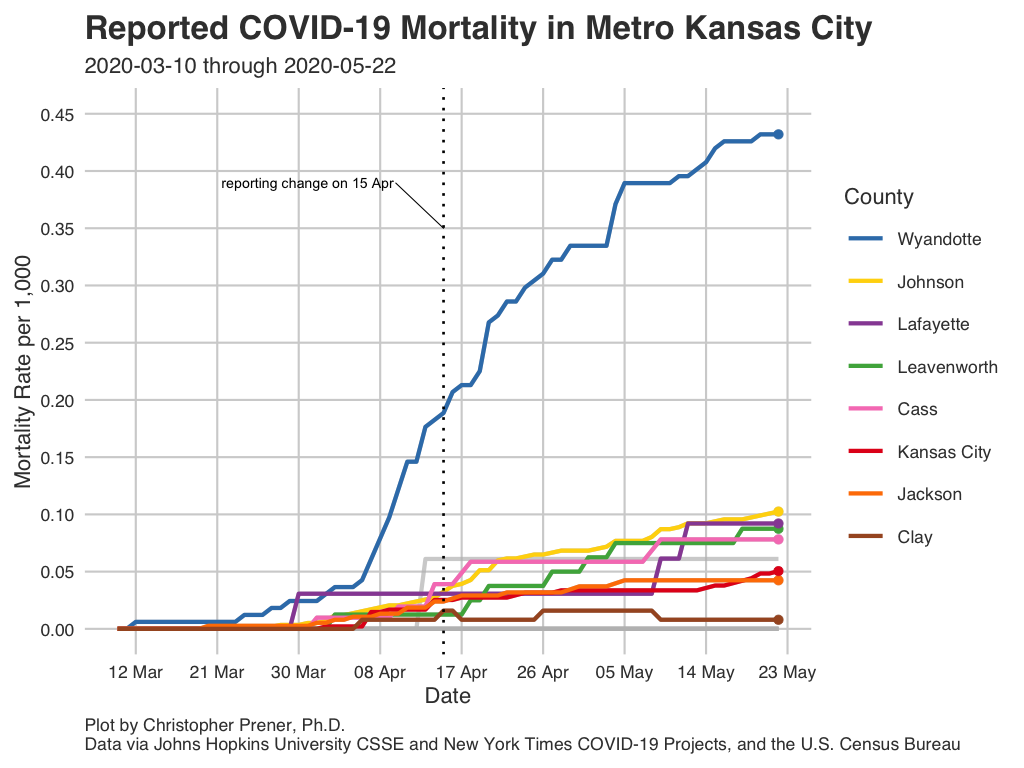 Reported COVID-19 Mortality in Metro Kansas City
2020-03-10 through 2020-05-22
Mortality Rate per 1,000
0.45
0.40
0.35
0.30
0.25
0.20
0.15
0.10
0.05
0.00
reporting change on 15 Apr
12 Mar
21 Mar
30 Mar
08 Apr
17 Apr
26 Apr
05 May
14 May
23 May
Date
County
Wyandotte
Johnson
Lafayette
Leavenworth
Cass
Kansas City
Jackson
Clay
Plot by Christopher Prener, Ph.D.
Data via Johns Hopkins University CSSE and New York Times COVID-19 Projects, and the U.S. Census Bureau